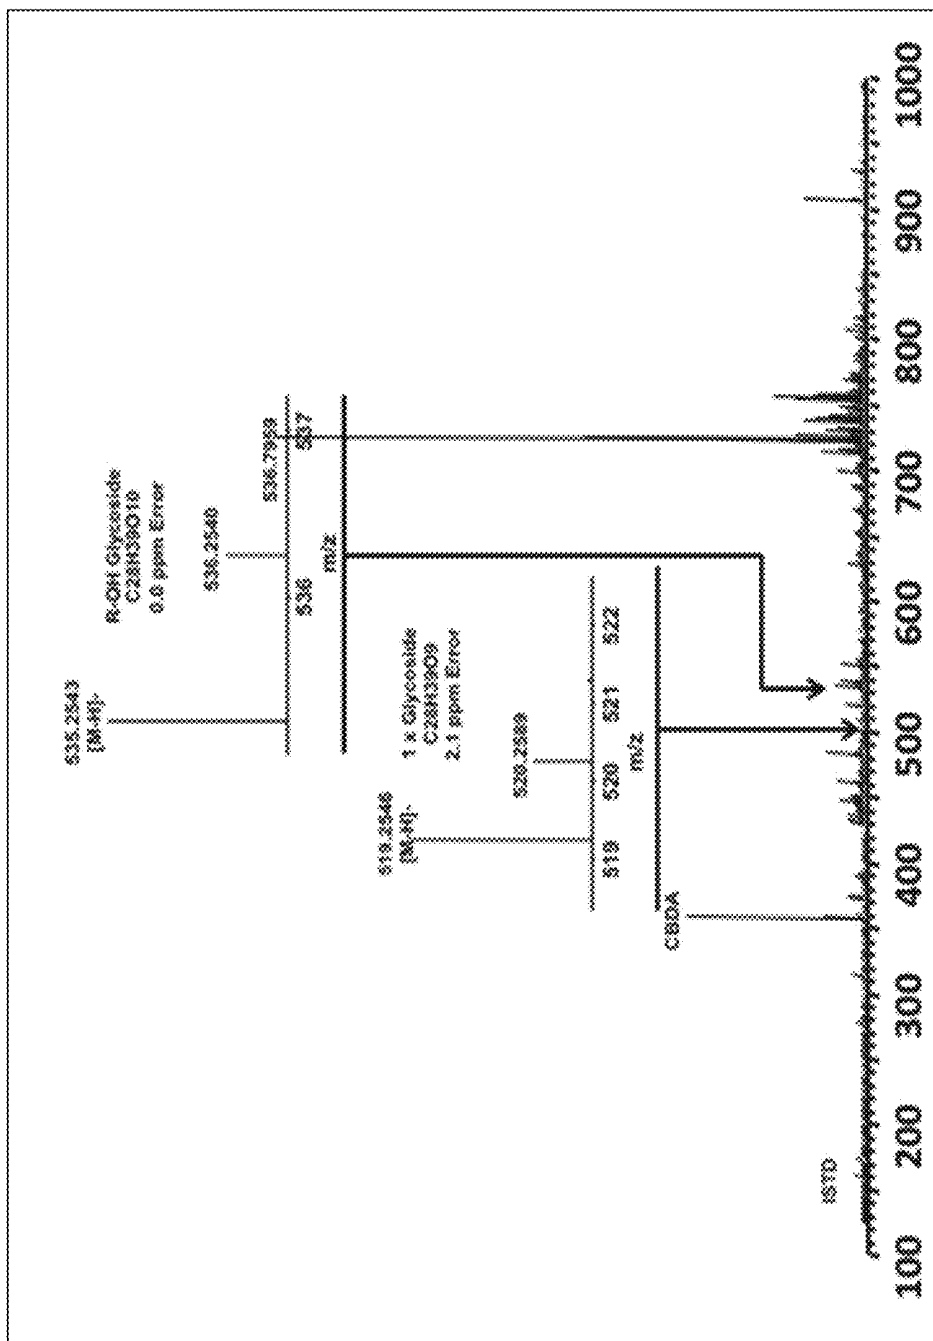 535.2543
[M-H]-
R-OH Glycoside
C28H39O10
0.0 ppm Error
536.2540
536.7959
536
537
m/z
519.2546
[M-H]-
1 x Glycoside
C28H39O9
2.1 ppm Error
520.2589
519
520
521
522
m/z
CBDA
ISTD
100
200
300
400
500
600
700
800
900
1000